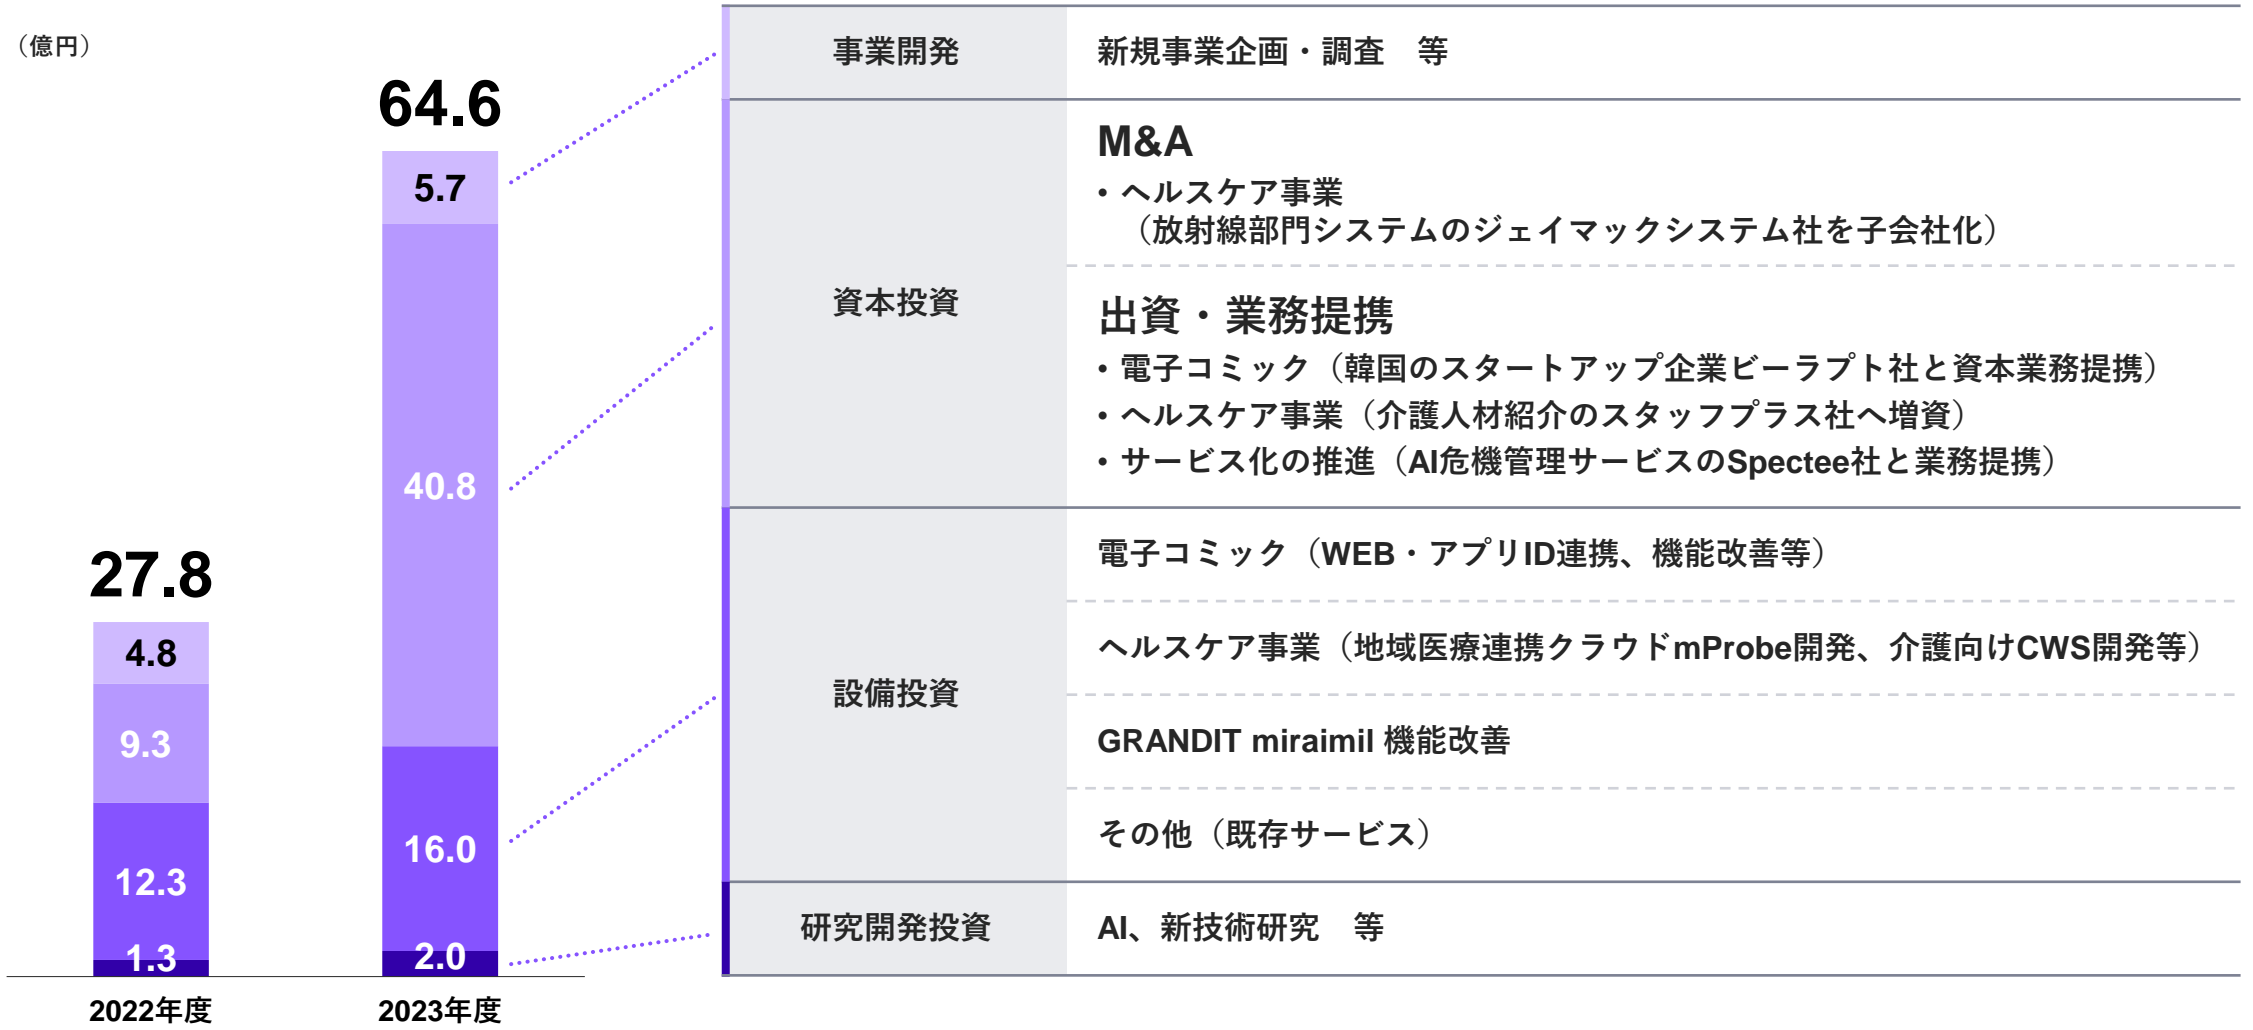 （億円）
64.6
5.7
40.8
16.0
2.0
27.8
4.8
9.3
12.3
1.3
2022年度
2023年度
事業開発
新規事業企画・調査　等
資本投資
M&A
・ヘルスケア事業
（放射線部門システムのジェイマックシステム社を子会社化）
出資・業務提携
・電子コミック（韓国のスタートアップ企業ビーラプト社と資本業務提携）
・ヘルスケア事業（介護人材紹介のスタッフプラス社へ増資）
・サービス化の推進（AI危機管理サービスのSpectee社と業務提携）
設備投資
電子コミック（WEB・アプリID連携、機能改善等）
ヘルスケア事業（地域医療連携クラウドmProbe開発、介護向けCWS開発等）
GRANDIT miraimil 機能改善
その他（既存サービス）
研究開発投資
AI、新技術研究　等